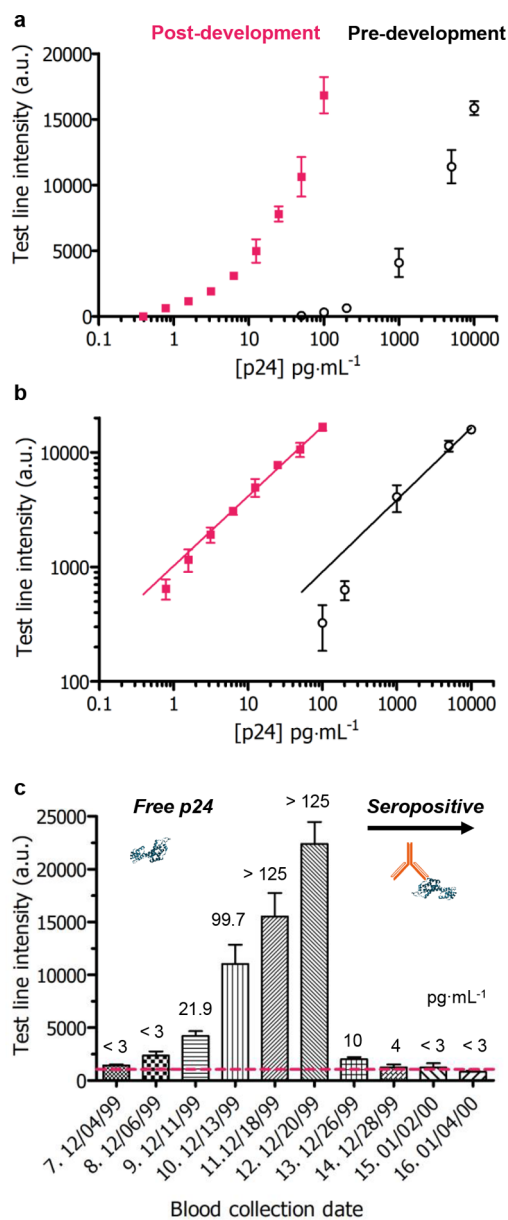 a
Post-development Pre-development
Test line intensity (a.u.)
20000
15000
10000
5000
0
0.1 1 10 100 1000 10000
[p24] pg·mL⁻¹
b
Test line intensity (a.u.)
10000
1000
100
0.1 1 10 100 1000 10000
[p24] pg·mL⁻¹
c
Free p24 Seropositive
Test line intensity (a.u.)
25000
20000
15000
10000
5000
0
< 3
< 3
21.9
99.7
> 125
> 125
10
4
< 3
< 3
pg·mL⁻¹
7. 12/04/99
8. 12/06/99
9. 12/11/99
10. 12/13/99
11.12/18/99
12. 12/20/99
13. 12/26/99
14. 12/28/99
15. 01/02/00
16. 01/04/00
Blood collection date